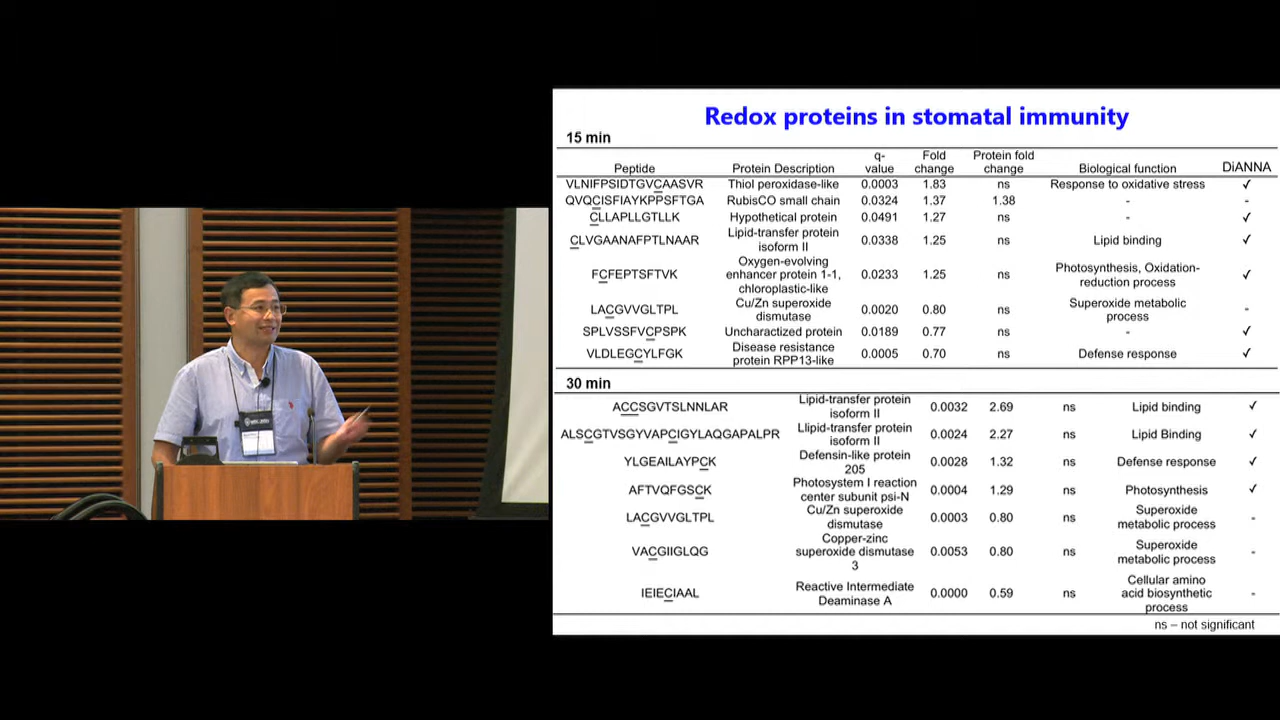 Redox proteins in stomatal immunity
15 min
Peptide Protein Description q-value Fold change Protein fold change Biological function DiANNA
VLNIFPSIDTGVCAASVR Thiol peroxidase-like 0.0003 1.83 ns Response to oxidative stress ✓
QVQCISFIAYKPPSFTGA RubisCO small chain 0.0324 1.37 1.38 - -
CLLAPLLGTLLK Hypothetical protein 0.0491 1.27 ns - ✓
CLVGAANAFPTLNAAR Lipid-transfer protein isoform II 0.0338 1.25 ns Lipid binding ✓
FCFEPTSFTVK Oxygen-evolving enhancer protein 1-1, chloroplastic-like 0.0233 1.25 ns Photosynthesis, Oxidation-reduction process ✓
LACGVVGLTPL Cu/Zn superoxide dismutase 0.0020 0.80 ns Superoxide metabolic process -
SPLVSSFVCPSPK Uncharactized protein 0.0189 0.77 ns - ✓
VLDLEGCYLFGK Disease resistance protein RPP13-like 0.0005 0.70 ns Defense response ✓
30 min
ACCSGVTSLNNLAR Lipid-transfer protein isoform II 0.0032 2.69 ns Lipid binding ✓
ALSCGTVSGYVAPCIGYLAQGAPALPR Llipid-transfer protein isoform II 0.0024 2.27 ns Lipid Binding ✓
YLGEAILAYPCK Defensin-like protein 205 0.0028 1.32 ns Defense response ✓
AFTVQFGSCK Photosystem I reaction center subunit psi-N 0.0004 1.29 ns Photosynthesis ✓
LACGVVGLTPL Cu/Zn superoxide dismutase 0.0003 0.80 ns Superoxide metabolic process -
VACGIIGLQG Copper-zinc superoxide dismutase 3 0.0053 0.80 ns Superoxide metabolic process -
IEIECIAAL Reactive Intermediate Deaminase A 0.0000 0.59 ns Cellular amino acid biosynthetic process -
ns – not significant